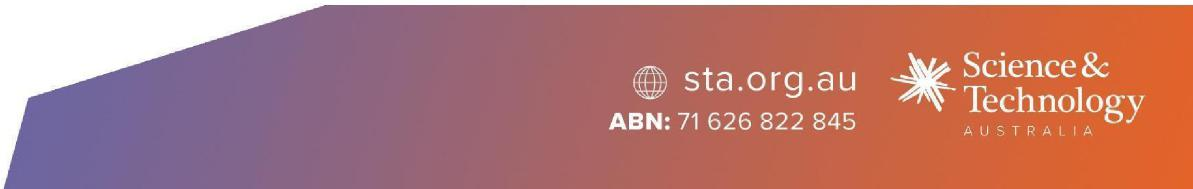 sta.org.au
ABN: 71 626 822 845
Science &
Technology
AUSTRALIA